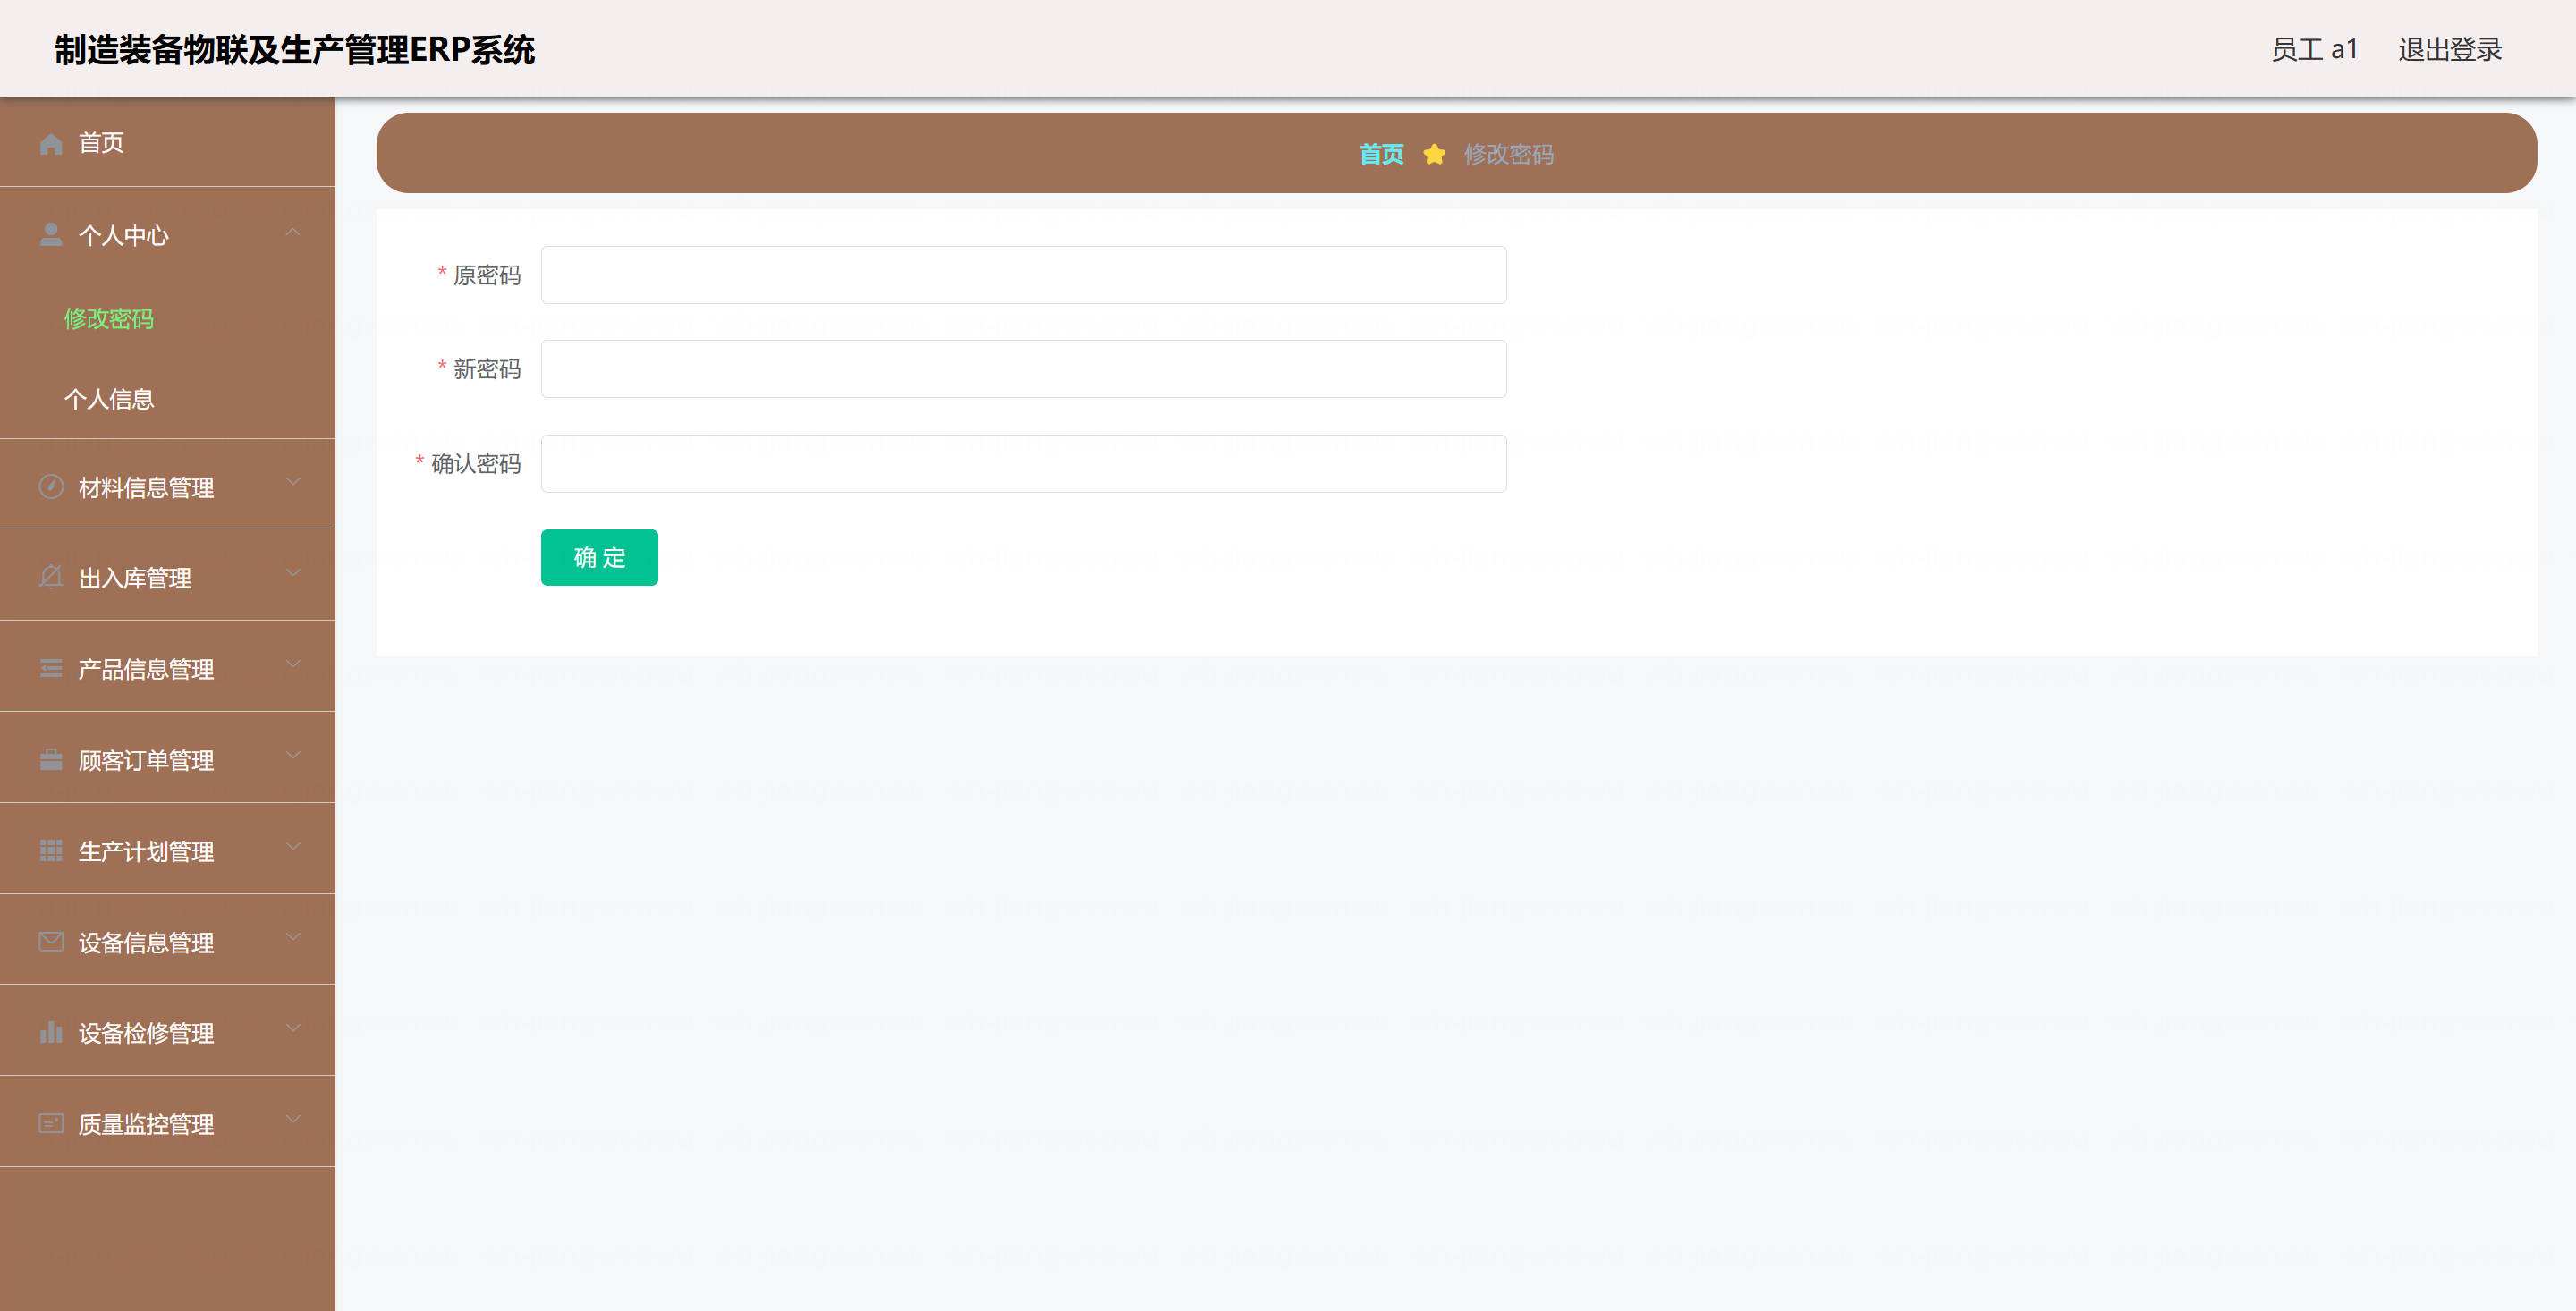 制造装备物联及生产管理ERP系统
员工 a1 退出登录
首页
个人中心
修改密码
个人信息
材料信息管理
出入库管理
产品信息管理
顾客订单管理
生产计划管理
设备信息管理
设备检修管理
质量监控管理
首页 修改密码
* 原密码
* 新密码
* 确认密码
确 定